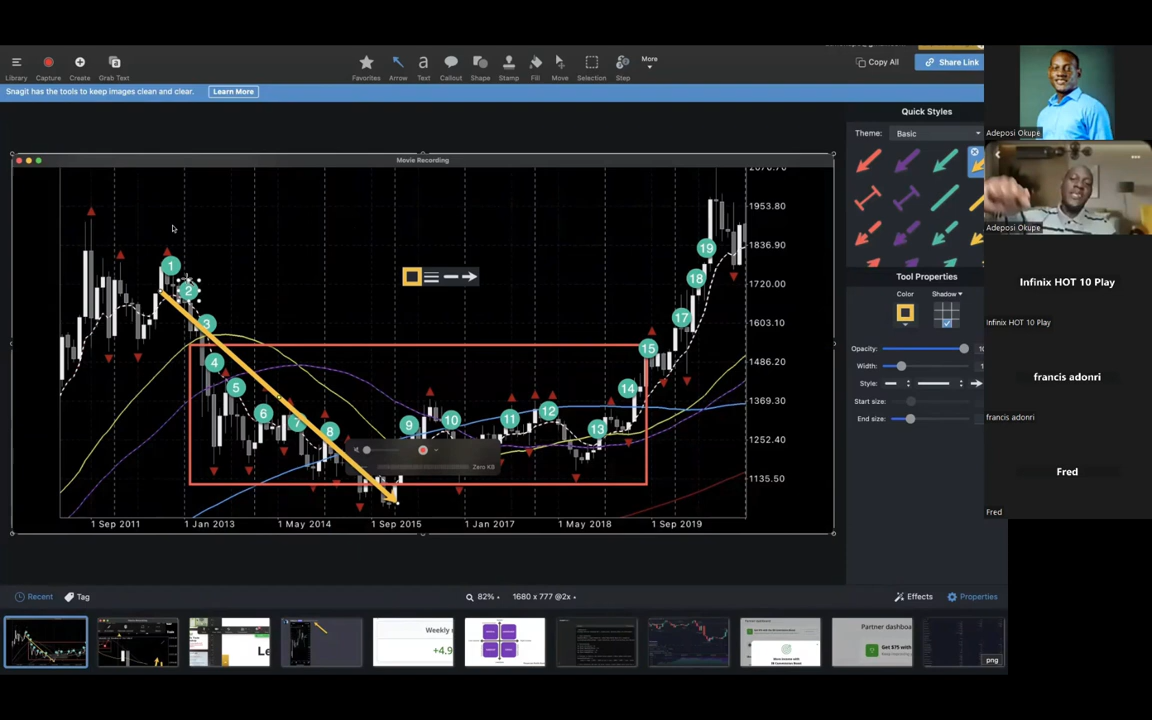 Library
Capture
Create
Grab Text
Favorites
Arrow
Text
Callout
Shape
Stamp
Fill
Move
Selection
Step
More
Copy All
Share Link
Snagit has the tools to keep images clean and clear.
Learn More
Quick Styles
Theme:
Basic
Movie Recording
1953.80
1836.90
1720.00
1603.10
1486.20
1369.30
1252.40
1135.50
1
2
3
4
5
6
7
8
9
10
11
12
13
14
15
17
18
19
Zero KB
1 Sep 2011
1 Jan 2013
1 May 2014
1 Sep 2015
1 Jan 2017
1 May 2018
1 Sep 2019
Tool Properties
Color
Shadow
Opacity:
Width:
Style:
Start size:
End size:
Adeposi Okupe
Adeposi Okupe
Infinix HOT 10 Play
Infinix HOT 10 Play
francis adonri
francis adonri
Fred
Fred
Recent
Tag
82%
1680 x 777 @2x
Effects
Properties
Le
Weekly
+4.9
Partner dashboa
Get $75 with
png